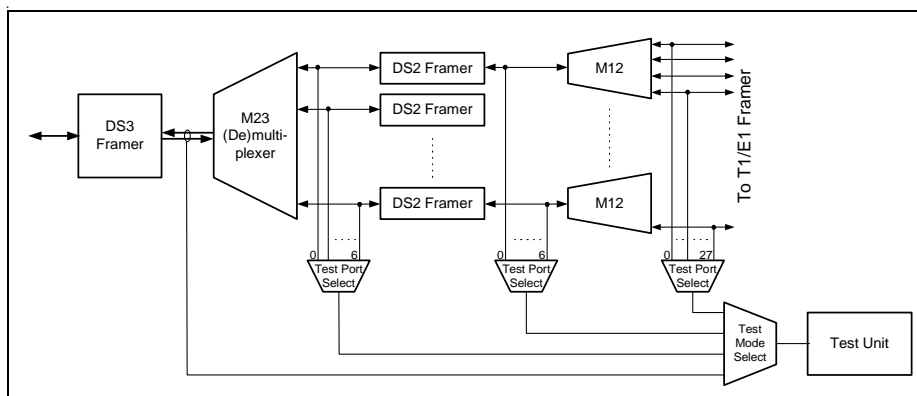 DS3
Framer
M23
(De)multi-
plexer
DS2 Framer
DS2 Framer
DS2 Framer
M12
M12
To T1/E1 Framer
0
6
Test Port
Select
0
6
Test Port
Select
0
27
Test Port
Select
Test
Mode
Select
Test Unit